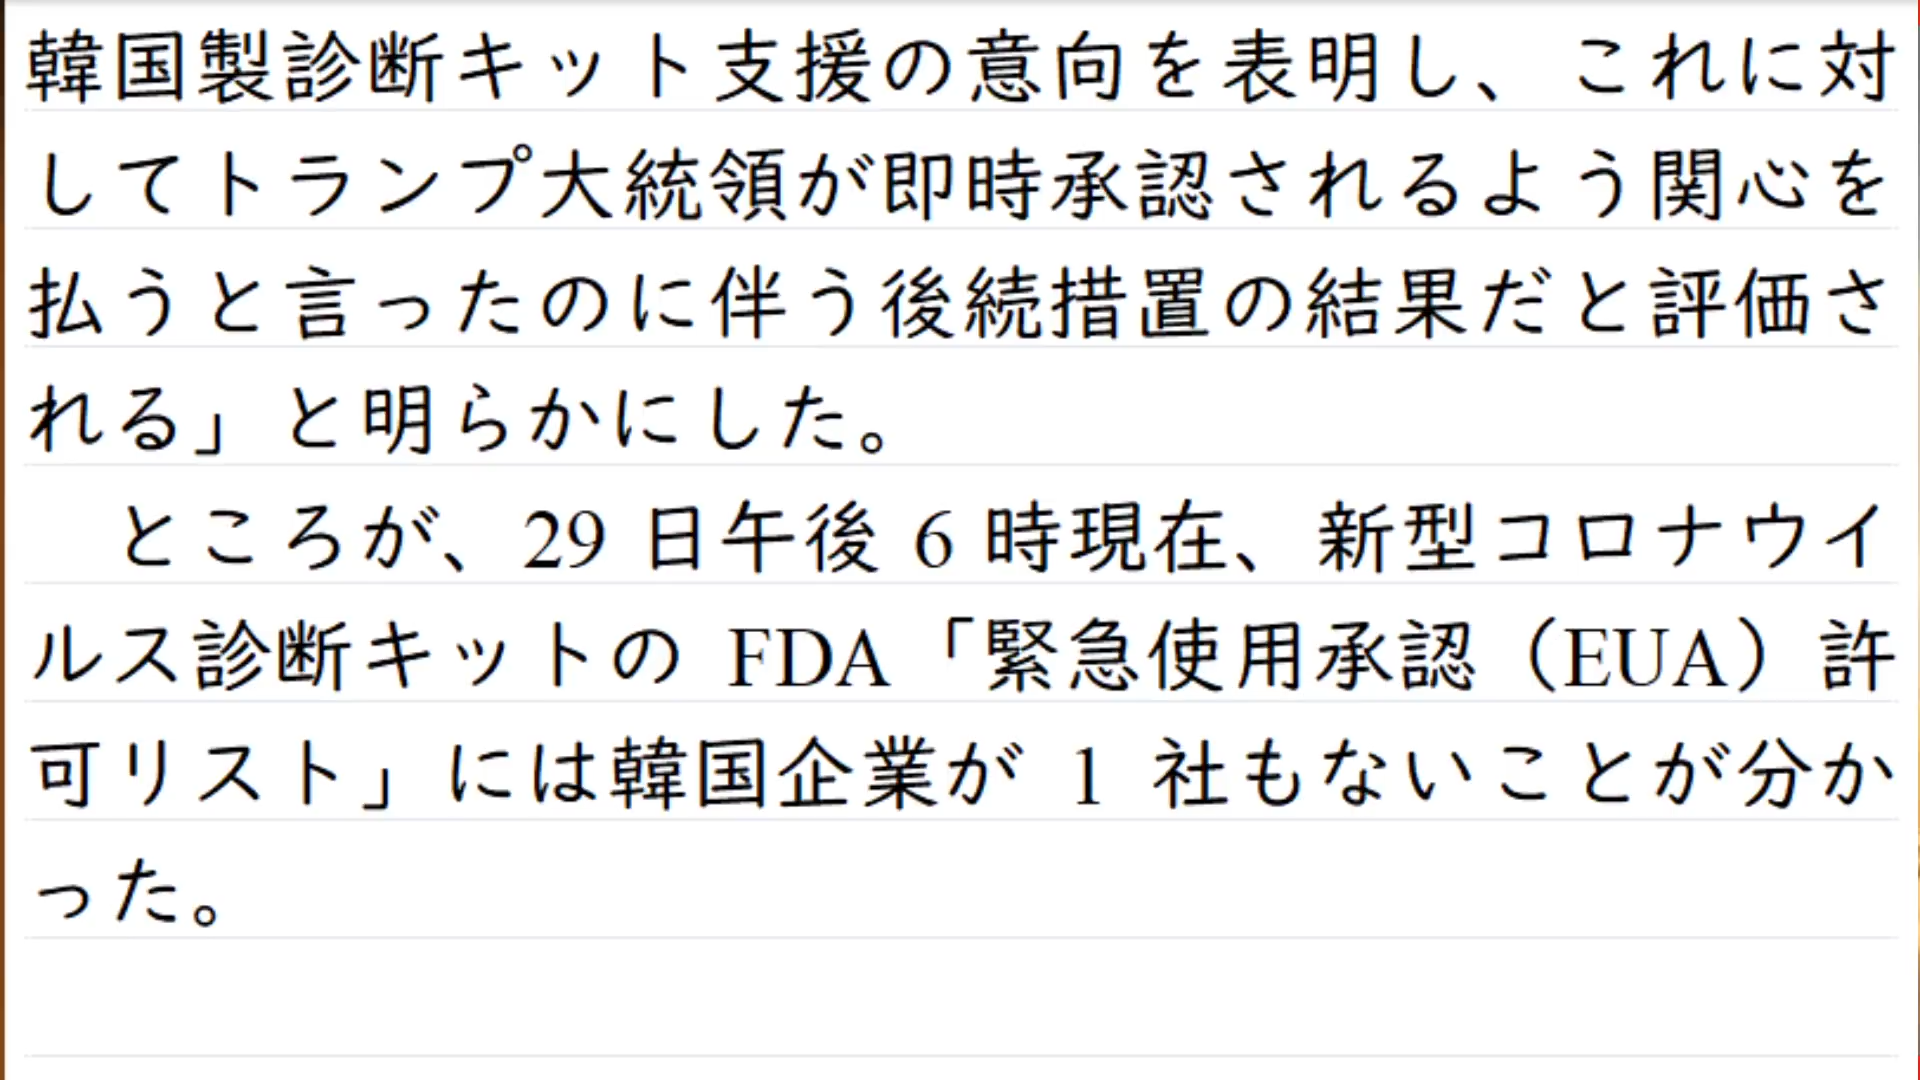 韓国製診断キット支援の意向を表明し、これに対
してトランプ大統領が即時承認されるよう関心を
払うと言ったのに伴う後続措置の結果だと評価さ
れる」と明らかにした。
　ところが、29 日午後 6 時現在、新型コロナウイ
ルス診断キットの FDA「緊急使用承認（EUA）許
可リスト」には韓国企業が 1 社もないことが分か
った。